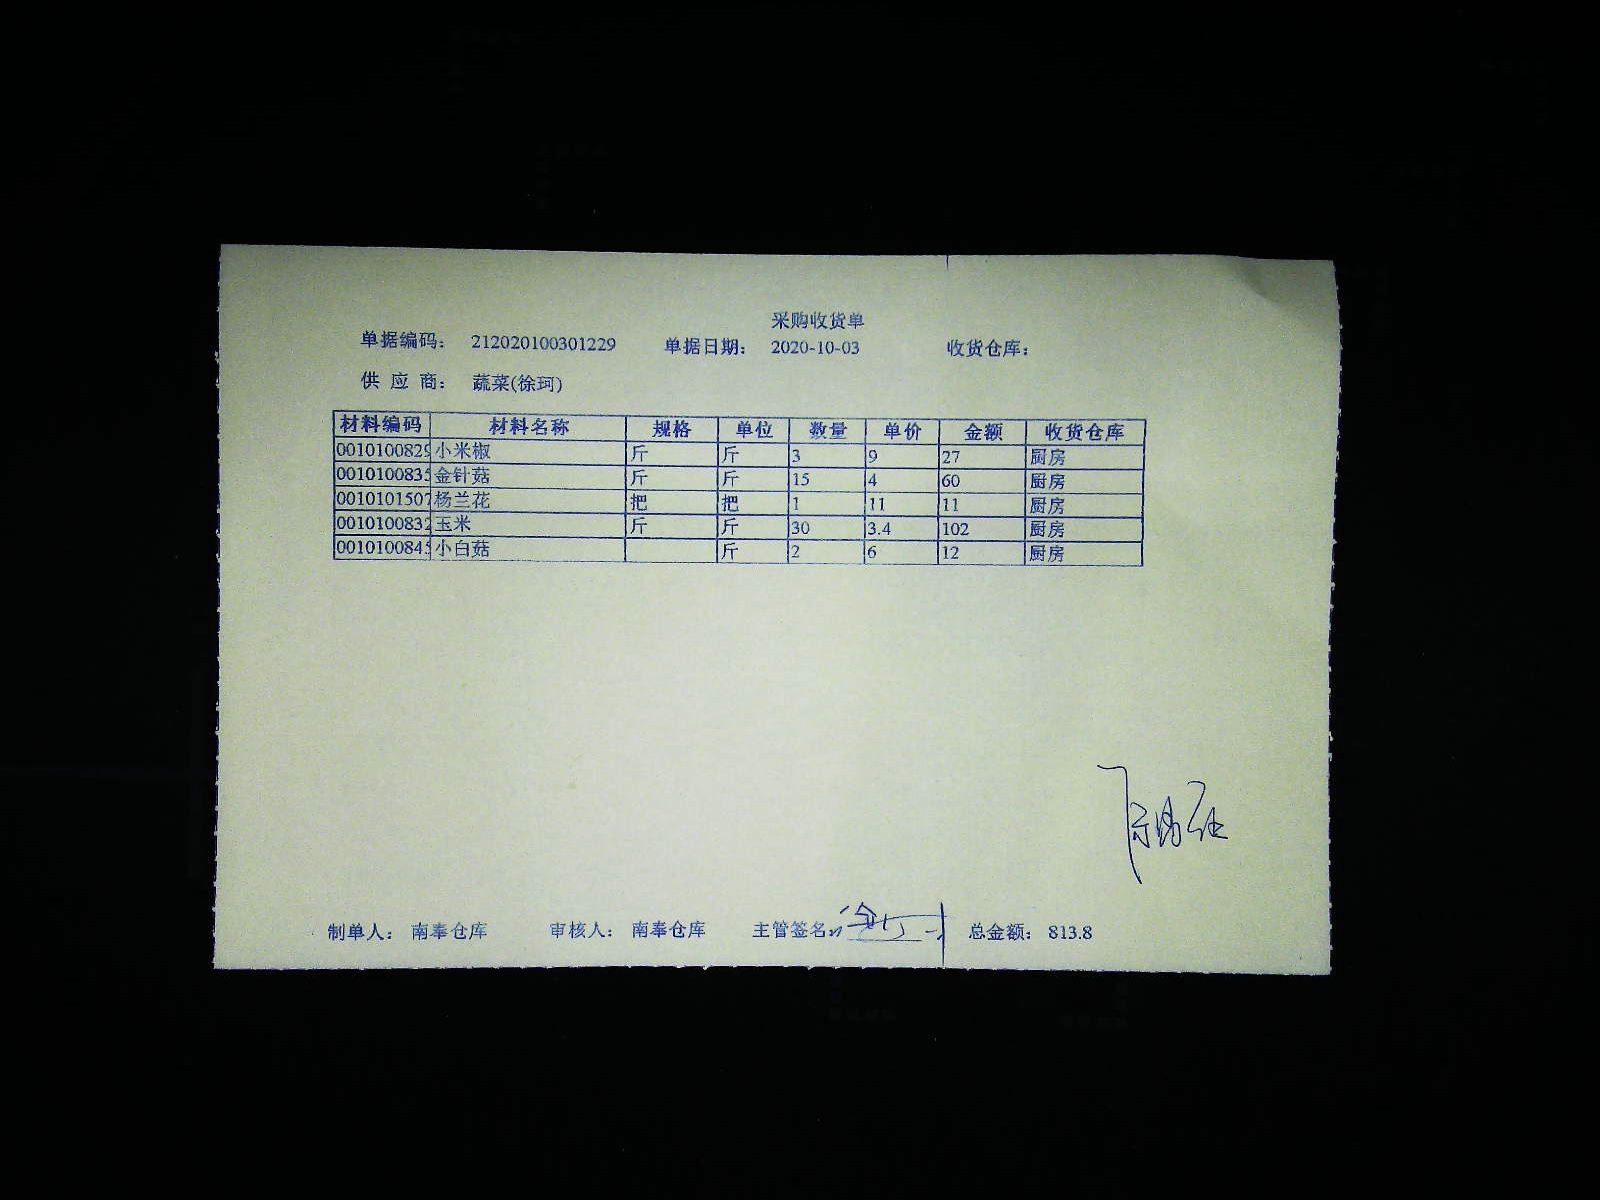 采购收货单
单据编码： 212020100301229 单据日期： 2020-10-03 收货仓库：
供 应 商： 蔬菜(徐珂)
材料编码 材料名称 规格 单位 数量 单价 金额 收货仓库
0010100829 小米椒 斤 斤 3 9 27 厨房
001010083 金针菇 斤 斤 15 4 60 厨房
0010101507 杨兰花 把 把 1 11 11 厨房
0010100832 玉米 斤 斤 30 3.4 102 厨房
001010084 小白菇 斤 2 6 12 厨房
制单人： 南奉仓库 审核人： 南奉仓库 主管签名： 总金额： 813.8